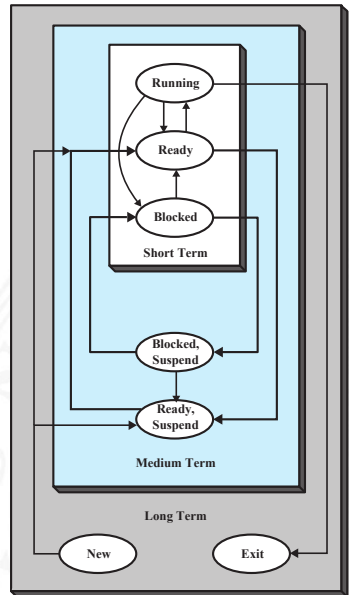 Running
Ready
Blocked
Short Term
Blocked,
Suspend
Ready,
Suspend
Medium Term
Long Term
New
Exit